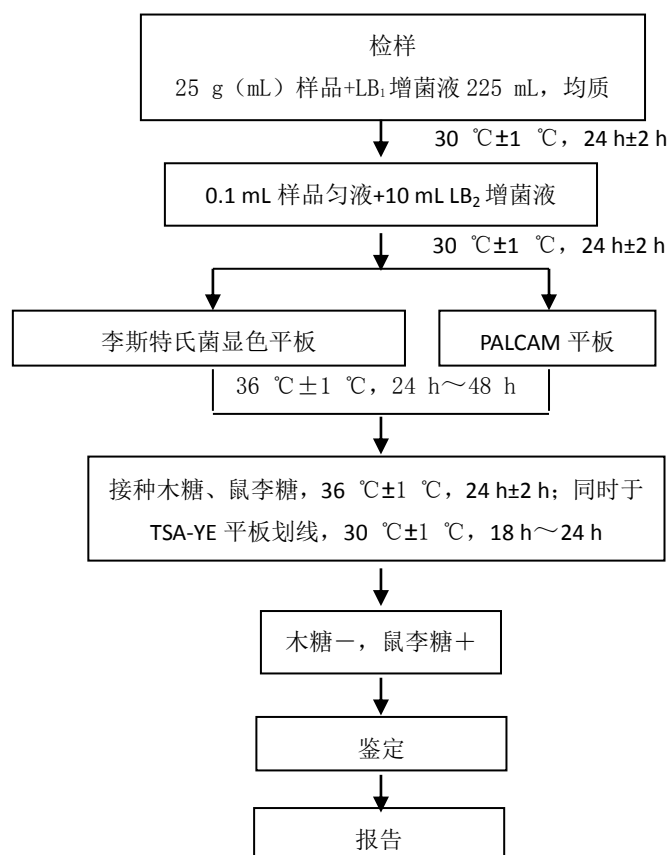 检样
25 g（mL）样品+LB₁增菌液 225 mL，均质
30 ℃±1 ℃，24 h±2 h
0.1 mL 样品匀液+10 mL LB₂ 增菌液
30 ℃±1 ℃，24 h±2 h
李斯特氏菌显色平板
PALCAM 平板
36 ℃±1 ℃，24 h～48 h
接种木糖、鼠李糖，36 ℃±1 ℃，24 h±2 h；同时于
TSA-YE 平板划线，30 ℃±1 ℃，18 h～24 h
木糖－，鼠李糖＋
鉴定
报告